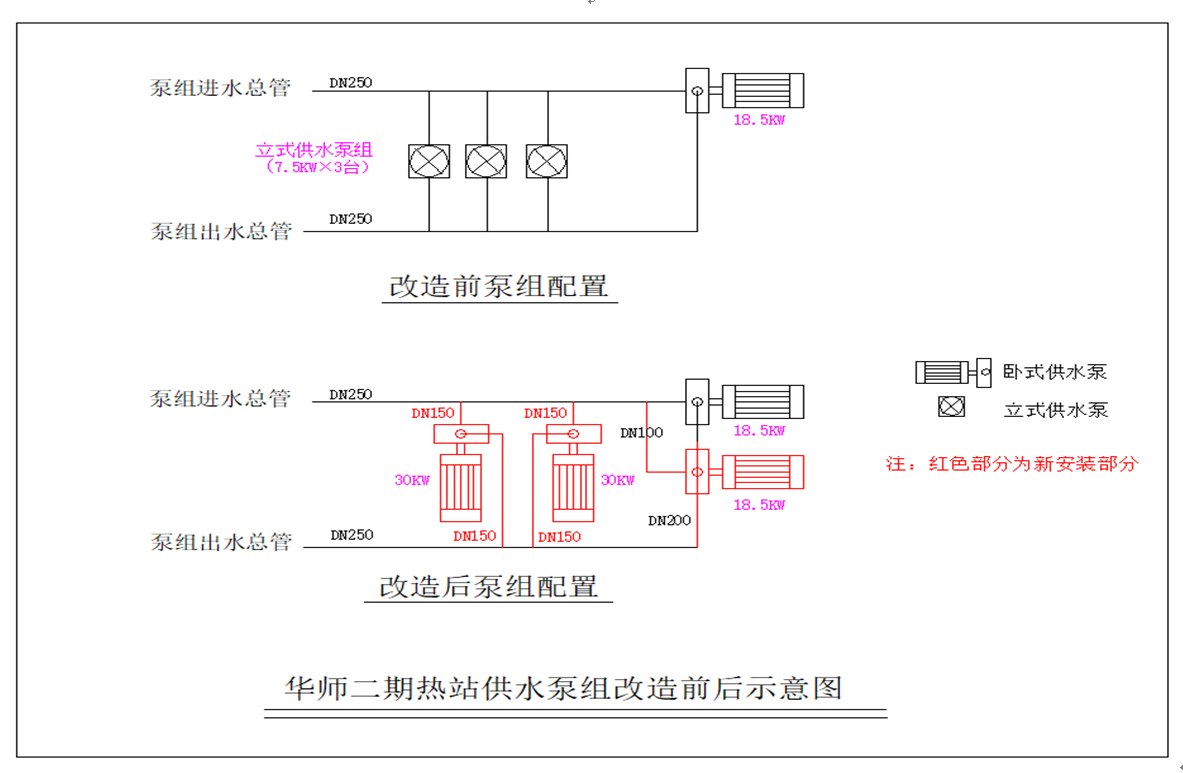 泵组进水总管
DN250
18.5KW
立式供水泵组
（7.5KW×3台）
DN250
泵组出水总管
改造前泵组配置
泵组进水总管
DN250
DN150
DN150
DN100
18.5KW
卧式供水泵
立式供水泵
注：红色部分为新安装部分
30KW
30KW
18.5KW
DN200
泵组出水总管
DN250
DN150
DN150
改造后泵组配置
华师二期热站供水泵组改造前后示意图